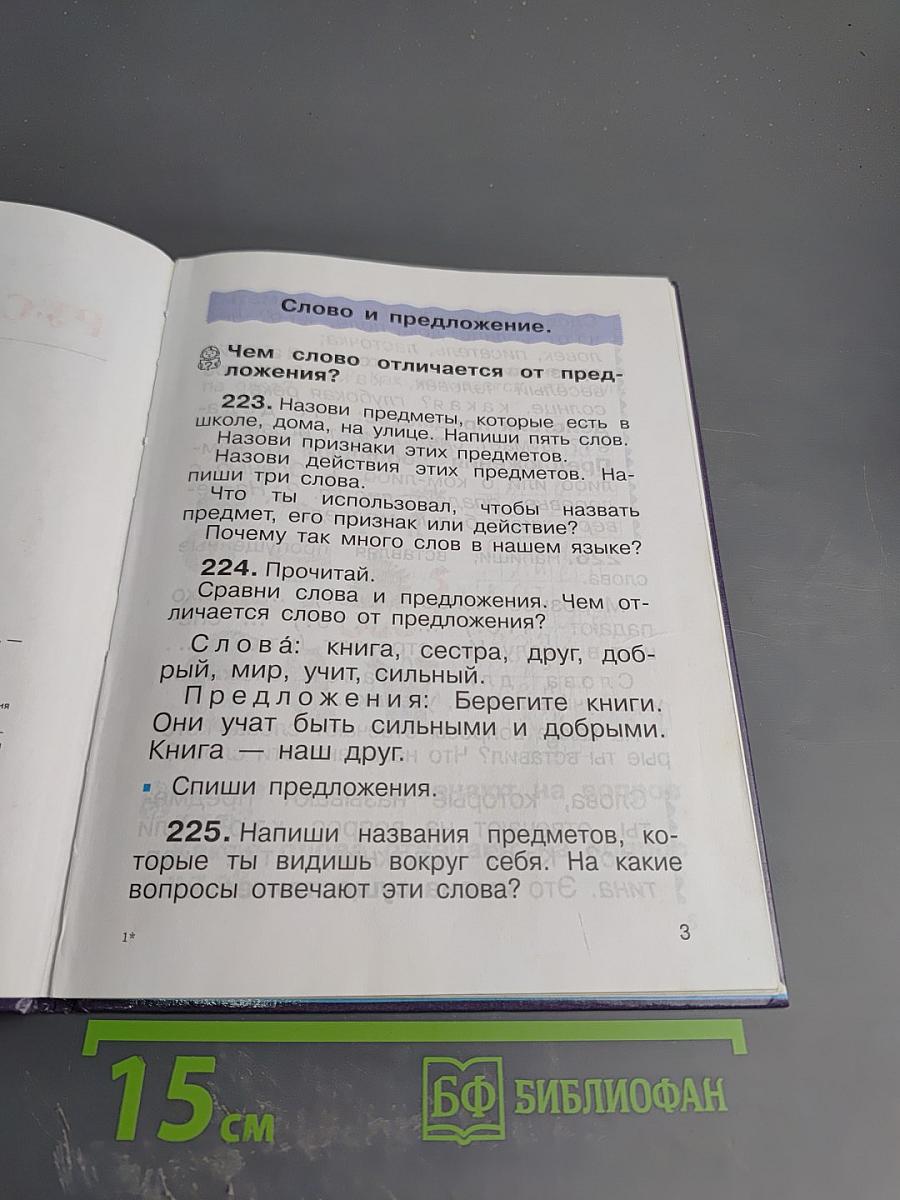 Слово и предложение.
Чем слово отличается от пред-
ложения?
223. Назови предметы, которые есть в
школе, дома, на улице. Напиши пять слов.
Назови признаки этих предметов.
Назови действия этих предметов. На-
пиши три слова.
Что ты использовал, чтобы назвать
предмет, его признак или действие?
Почему так много слов в нашем языке?
224. Прочитай.
Сравни слова и предложения. Чем от-
личается слово от предложения?
Слова́: книга, сестра, друг, доб-
рый, мир, учит, сильный.
Предложения: Берегите книги.
Они учат быть сильными и добрыми.
Книга — наш друг.
Спиши предложения.
225. Напиши названия предметов, ко-
торые ты видишь вокруг себя. На какие
вопросы отвечают эти слова?
1*
3
15 см
БФ БИБЛИОФАН